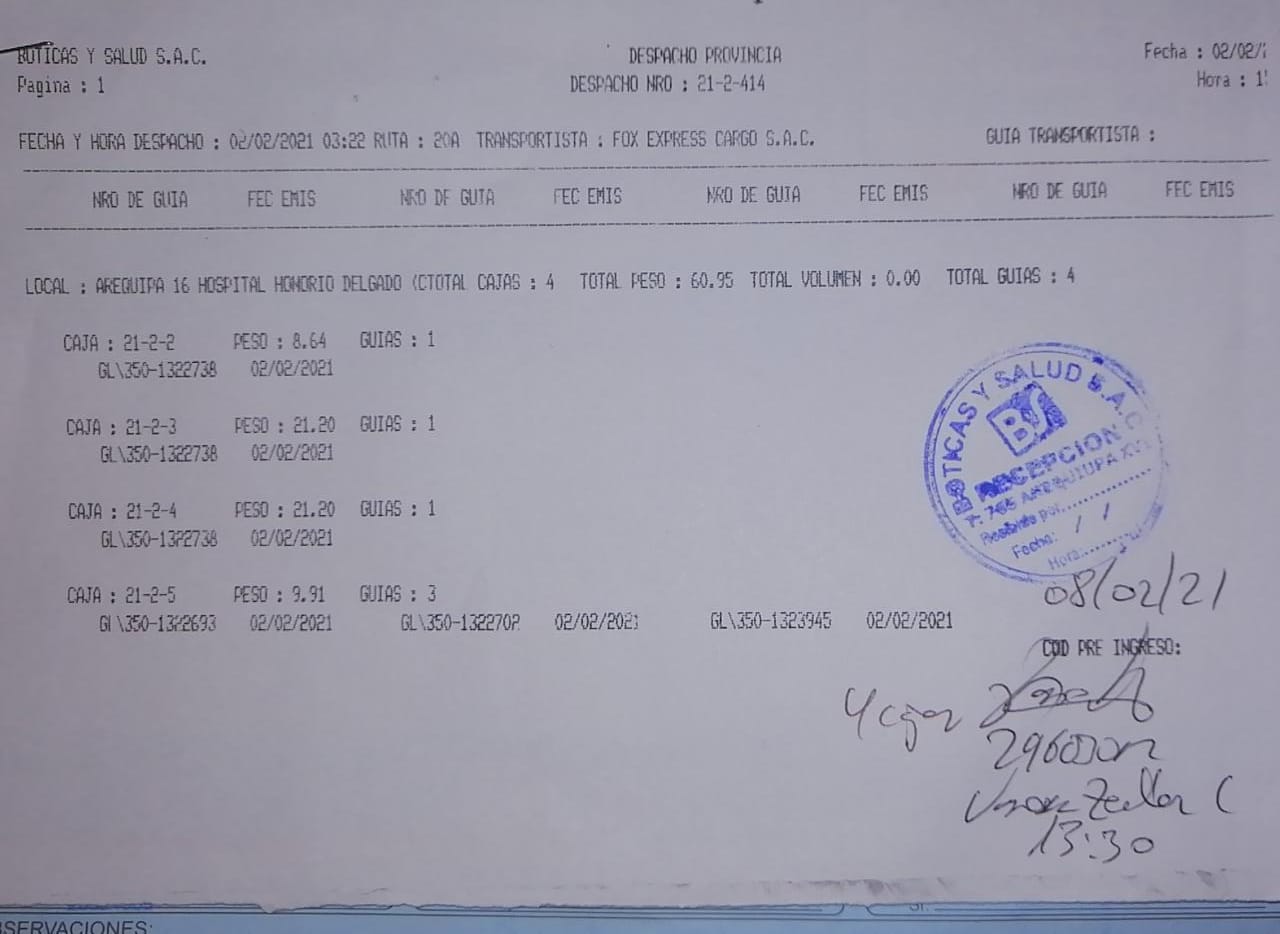 BOTICAS Y SALUD S.A.C. DESPACHO PROVINCIA Fecha : 02/02/
Pagina : 1 DESPACHO NRO : 21-2-414 Hora : 1
FECHA Y HORA DESPACHO : 02/02/2021 03:22 RUTA : 20A TRANSPORTISTA : FOX EXPRESS CARGO S.A.C. GUIA TRANSPORTISTA :
NRO DE GUIA FEC EMIS NRO DE GUIA FEC EMIS NRO DE GUIA FEC EMIS NRO DE GUIA FEC EMIS
LOCAL : AREQUIPA 16 HOSPITAL HONORIO DELGADO (CTOTAL CAJAS : 4 TOTAL PESO : 60.95 TOTAL VOLUMEN : 0.00 TOTAL GUIAS : 4
CAJA : 21-2-2 PESO : 8.64 GUIAS : 1
GL\350-1322738 02/02/2021
CAJA : 21-2-3 PESO : 21.20 GUIAS : 1
GL\350-1322738 02/02/2021
CAJA : 21-2-4 PESO : 21.20 GUIAS : 1
GL\350-1322738 02/02/2021
CAJA : 21-2-5 PESO : 9.91 GUIAS : 3
GL\350-1322693 02/02/2021 GL\350-1322702 02/02/2021 GL\350-1323945 02/02/2021
BOTICAS Y SALUD S.A.C.
BS
RECEPCION
AREQUIPA
Recibido por
Fecha: / /
Hora:
08/02/21
COD PRE INGRESO:
4 cajas
13:30
OBSERVACIONES: